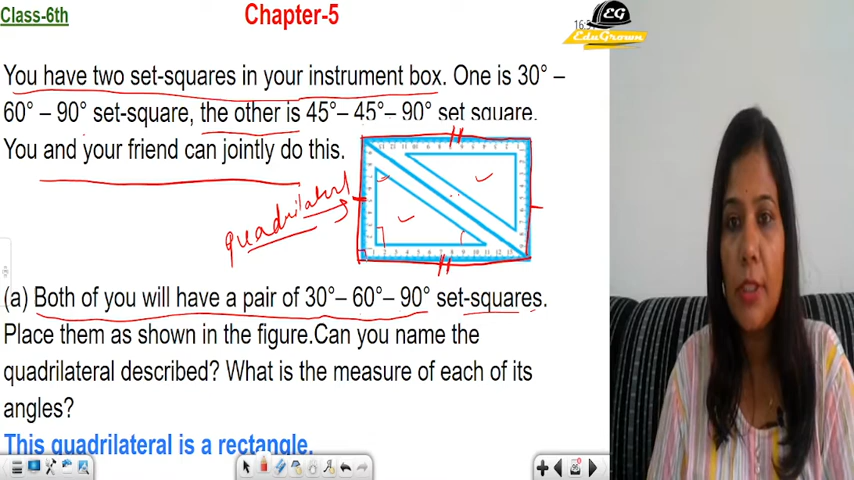 Class-6th
Chapter-5
EG
EduGrown
You have two set-squares in your instrument box. One is 30° –
60° – 90° set-square, the other is 45°– 45°– 90° set square.
You and your friend can jointly do this.
quadrilateral
(a) Both of you will have a pair of 30°– 60°– 90° set-squares.
Place them as shown in the figure.Can you name the
quadrilateral described? What is the measure of each of its
angles?
This quadrilateral is a rectangle.